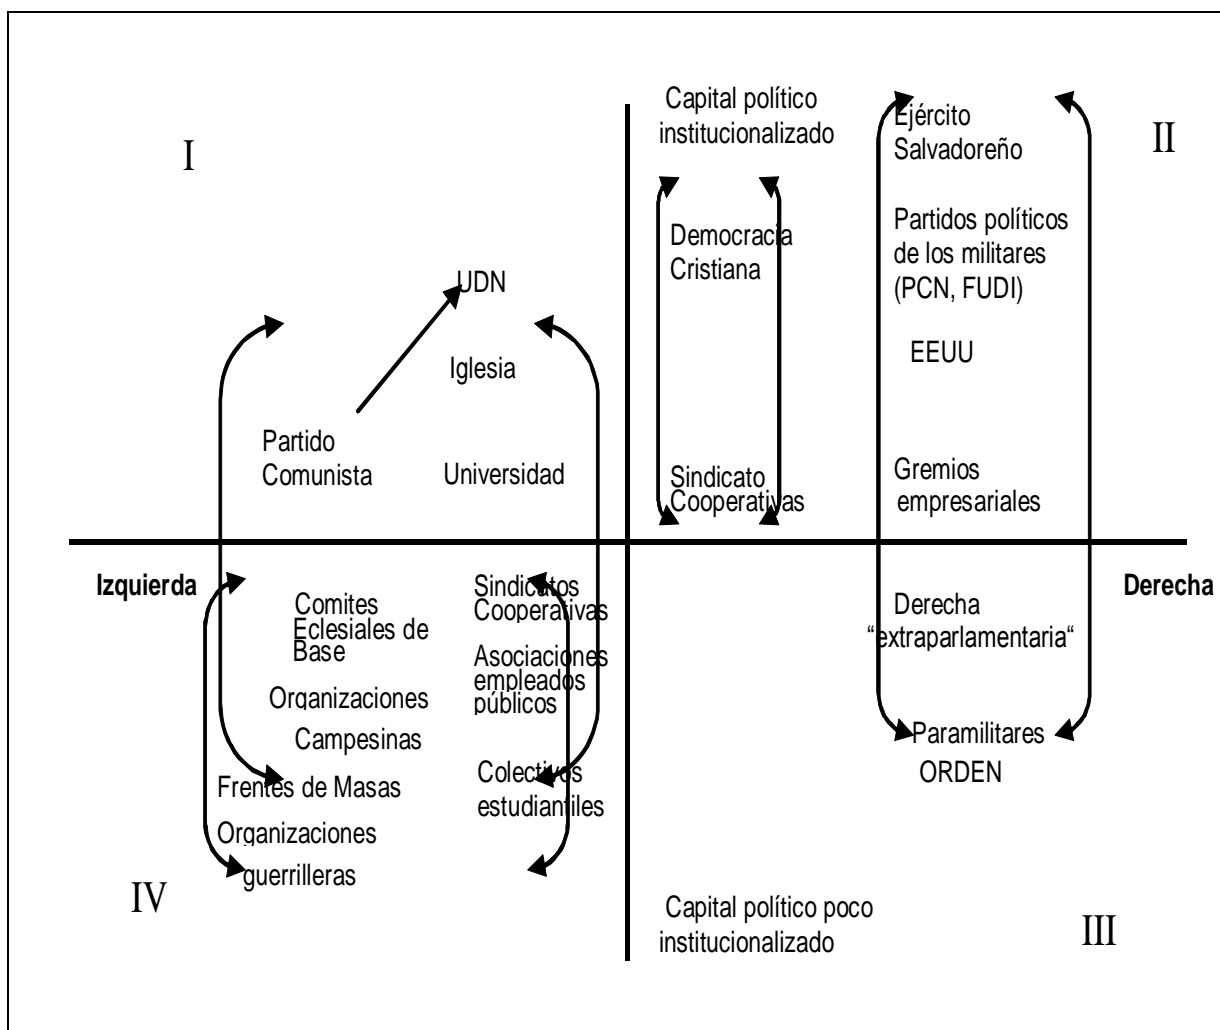 I
Capital político
institucionalizado
Ejército
Salvadoreño
II
Democracia
Cristiana
Partidos políticos
de los militares
(PCN, FUDI)
UDN
Iglesia
EEUU
Partido
Comunista
Universidad
Sindicato
Cooperativas
Gremios
empresariales
Izquierda
Derecha
Comites
Eclesiales de
Base
Sindicatos
Cooperativas
Derecha
“extraparlamentaria“
Organizaciones
Campesinas
Asociaciones
empleados
públicos
Paramilitares
ORDEN
Frentes de Masas
Colectivos
estudiantiles
Organizaciones
guerrilleras
IV
Capital político poco
institucionalizado
III